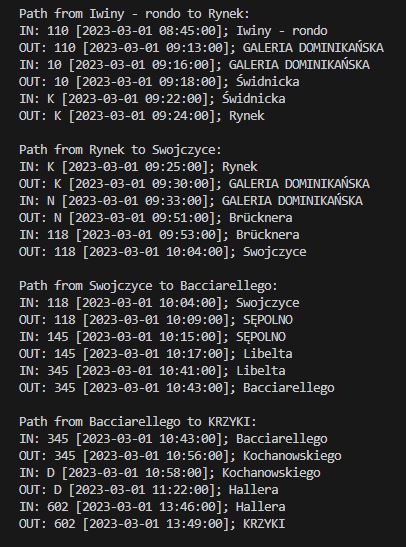 Path from Iwiny - rondo to Rynek:
IN: 110 [2023-03-01 08:45:00]; Iwiny - rondo
OUT: 110 [2023-03-01 09:13:00]; GALERIA DOMINIKAŃSKA
IN: 10 [2023-03-01 09:16:00]; GALERIA DOMINIKAŃSKA
OUT: 10 [2023-03-01 09:18:00]; Świdnicka
IN: K [2023-03-01 09:22:00]; Świdnicka
OUT: K [2023-03-01 09:24:00]; Rynek

Path from Rynek to Swojczyce:
IN: K [2023-03-01 09:25:00]; Rynek
OUT: K [2023-03-01 09:30:00]; GALERIA DOMINIKAŃSKA
IN: N [2023-03-01 09:33:00]; GALERIA DOMINIKAŃSKA
OUT: N [2023-03-01 09:51:00]; Brücknera
IN: 118 [2023-03-01 09:53:00]; Brücknera
OUT: 118 [2023-03-01 10:04:00]; Swojczyce

Path from Swojczyce to Bacciarellego:
IN: 118 [2023-03-01 10:04:00]; Swojczyce
OUT: 118 [2023-03-01 10:09:00]; SĘPOLNO
IN: 145 [2023-03-01 10:15:00]; SĘPOLNO
OUT: 145 [2023-03-01 10:17:00]; Libelta
IN: 345 [2023-03-01 10:41:00]; Libelta
OUT: 345 [2023-03-01 10:43:00]; Bacciarellego

Path from Bacciarellego to KRZYKI:
IN: 345 [2023-03-01 10:43:00]; Bacciarellego
OUT: 345 [2023-03-01 10:56:00]; Kochanowskiego
IN: D [2023-03-01 10:58:00]; Kochanowskiego
OUT: D [2023-03-01 11:22:00]; Hallera
IN: 602 [2023-03-01 13:46:00]; Hallera
OUT: 602 [2023-03-01 13:49:00]; KRZYKI